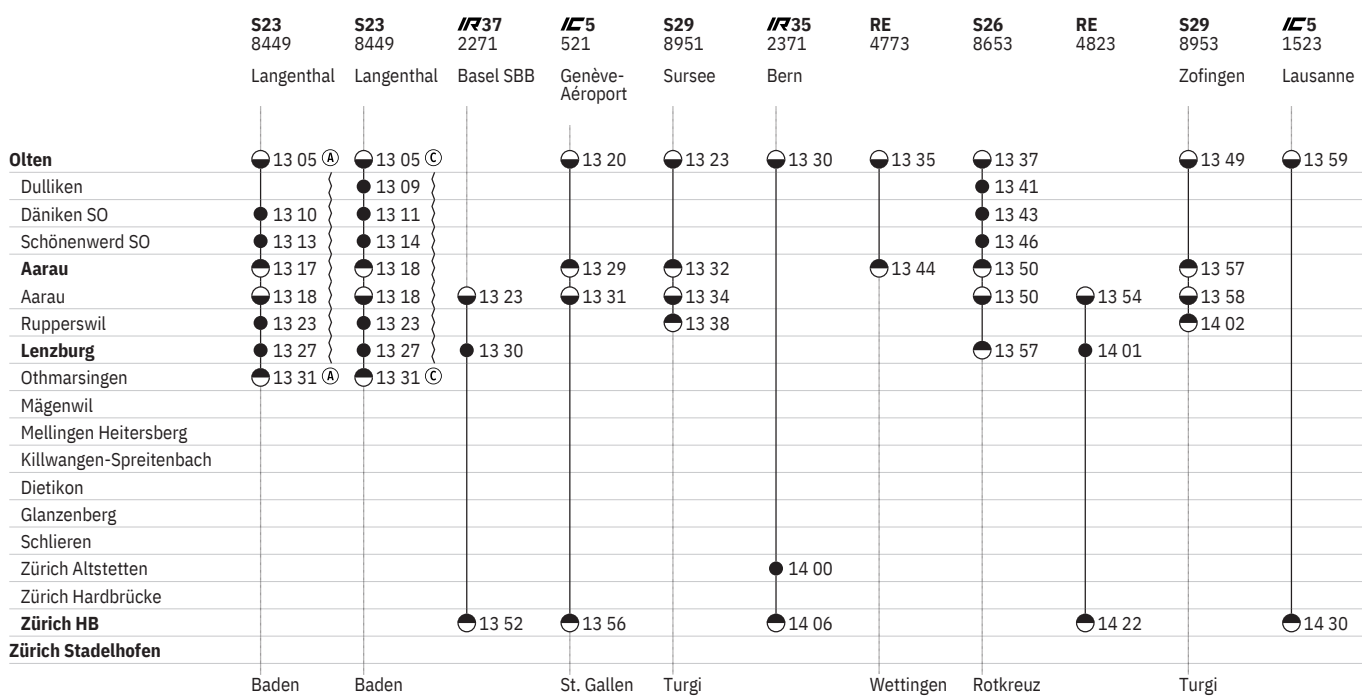 S23 S23 IR37 IC5 S29 IR35 RE S26 RE S29 IC5
8449 8449 2271 521 8951 2371 4773 8653 4823 8953 1523
Langenthal Langenthal Basel SBB Genève- Sursee Bern Zofingen Lausanne
Aéroport
Olten 13 05 Ⓐ 13 05 Ⓒ 13 20 13 23 13 30 13 35 13 37 13 49 13 59
Dulliken 13 09 13 41
Däniken SO 13 10 13 11 13 43
Schönenwerd SO 13 13 13 14 13 46
Aarau 13 17 13 18 13 29 13 32 13 44 13 50 13 57
Aarau 13 18 13 18 13 23 13 31 13 34 13 50 13 54 13 58
Rupperswil 13 23 13 23 13 38 14 02
Lenzburg 13 27 13 27 13 30 13 57 14 01
Othmarsingen 13 31 Ⓐ 13 31 Ⓒ
Mägenwil
Mellingen Heitersberg
Killwangen-Spreitenbach
Dietikon
Glanzenberg
Schlieren
Zürich Altstetten 14 00
Zürich Hardbrücke
Zürich HB 13 52 13 56 14 06 14 22 14 30
Zürich Stadelhofen
Baden Baden St. Gallen Turgi Wettingen Rotkreuz Turgi